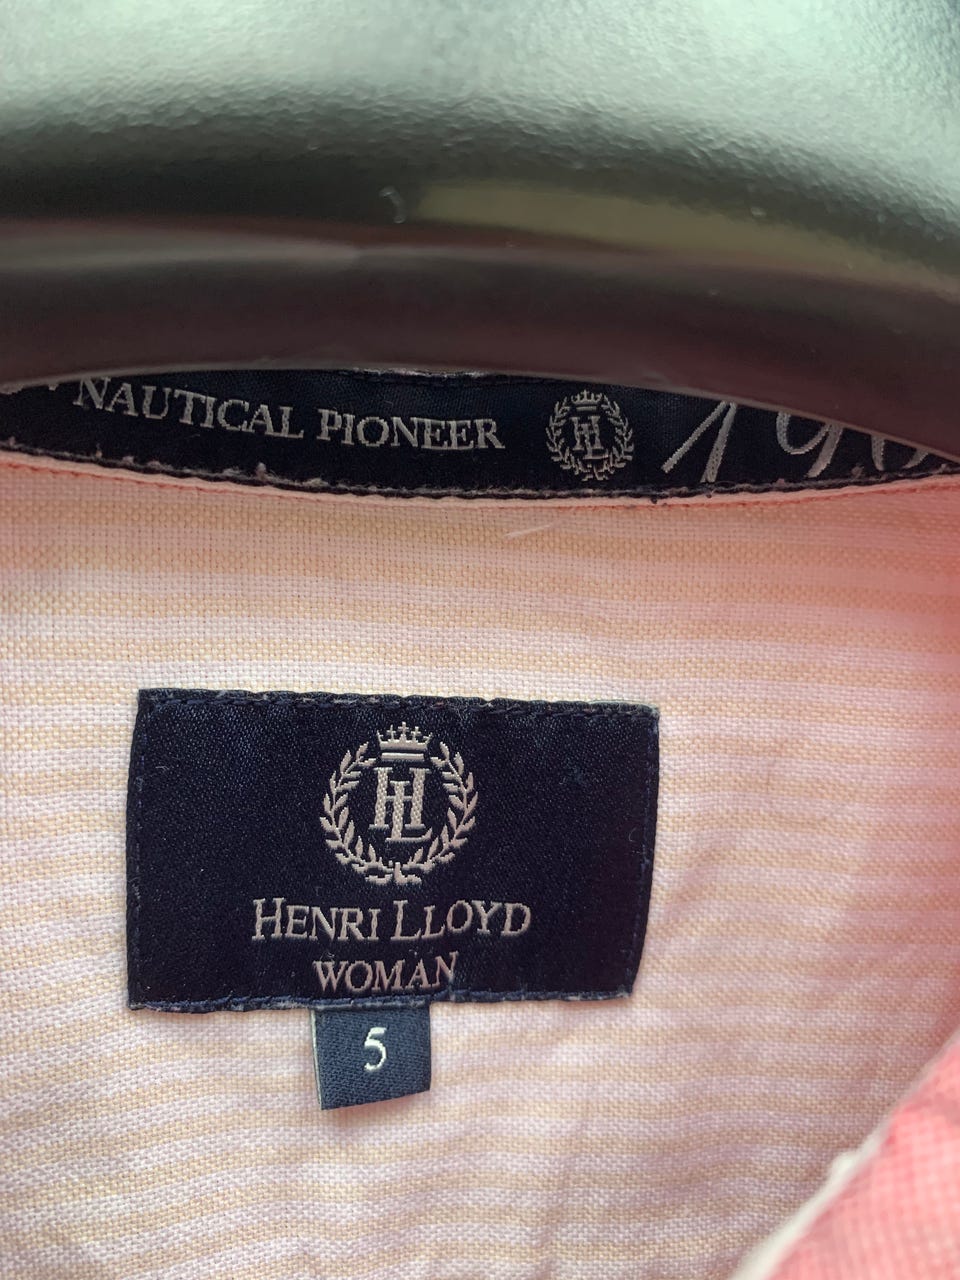 NAUTICAL PIONEER HL
HL
HENRI LLOYD
WOMAN
5